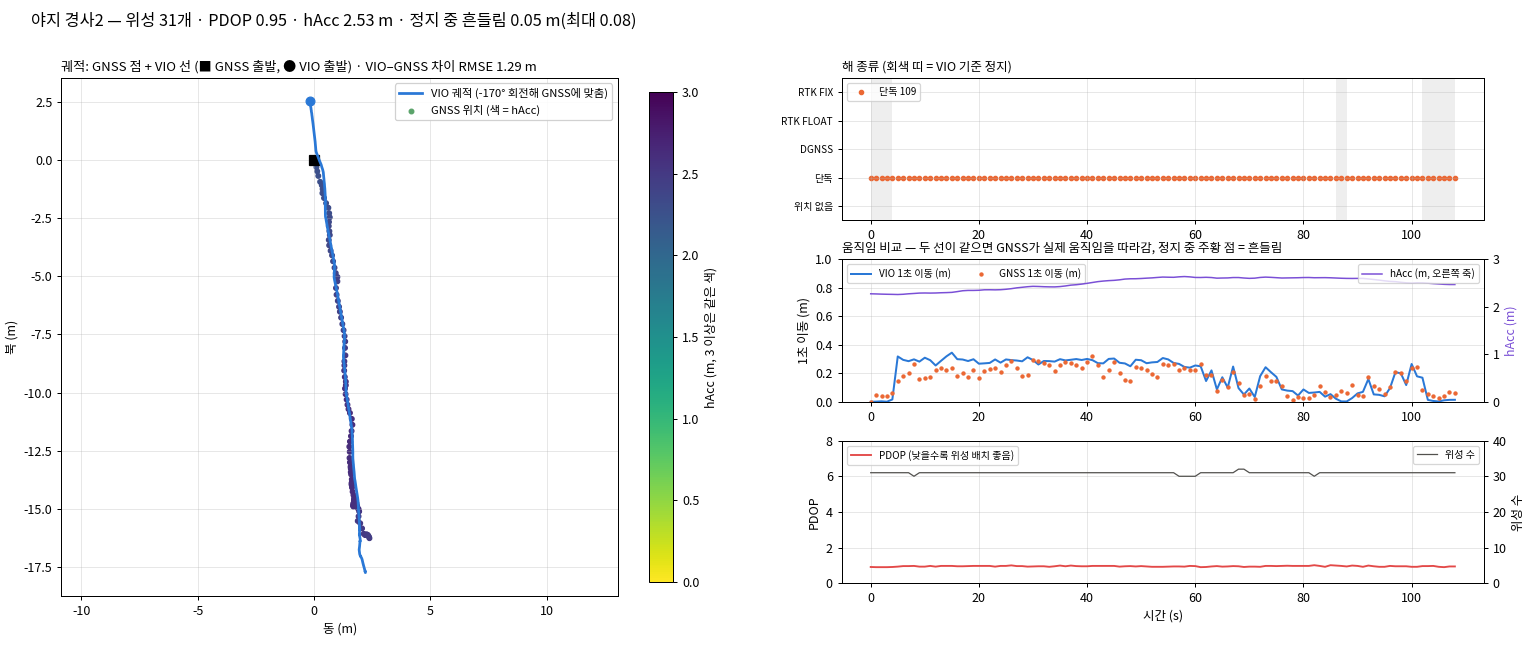 야지 경사2 — 위성 31개 · PDOP 0.95 · hAcc 2.53 m · 정지 중 흔들림 0.05 m(최대 0.08)
궤적: GNSS 점 + VIO 선 (■ GNSS 출발, ● VIO 출발) · VIO–GNSS 차이 RMSE 1.29 m
VIO 궤적 (-170° 회전해 GNSS에 맞춤)
GNSS 위치 (색 = hAcc)
북 (m)
2.5
0.0
-2.5
-5.0
-7.5
-10.0
-12.5
-15.0
-17.5
-10
-5
0
5
10
동 (m)
3.0
2.5
2.0
1.5
1.0
0.5
0.0
hAcc (m, 3 이상은 같은 색)
해 종류 (회색 띠 = VIO 기준 정지)
단독 109
RTK FIX
RTK FLOAT
DGNSS
단독
위치 없음
0
20
40
60
80
100
움직임 비교 — 두 선이 같으면 GNSS가 실제 움직임을 따라감, 정지 중 주황 점 = 흔들림
VIO 1초 이동 (m)
GNSS 1초 이동 (m)
hAcc (m, 오른쪽 축)
1초 이동 (m)
1.0
0.8
0.6
0.4
0.2
0.0
3
2
1
0
hAcc (m)
0
20
40
60
80
100
PDOP (낮을수록 위성 배치 좋음)
위성 수
PDOP
8
6
4
2
0
40
30
20
10
0
위성 수
0
20
40
60
80
100
시간 (s)